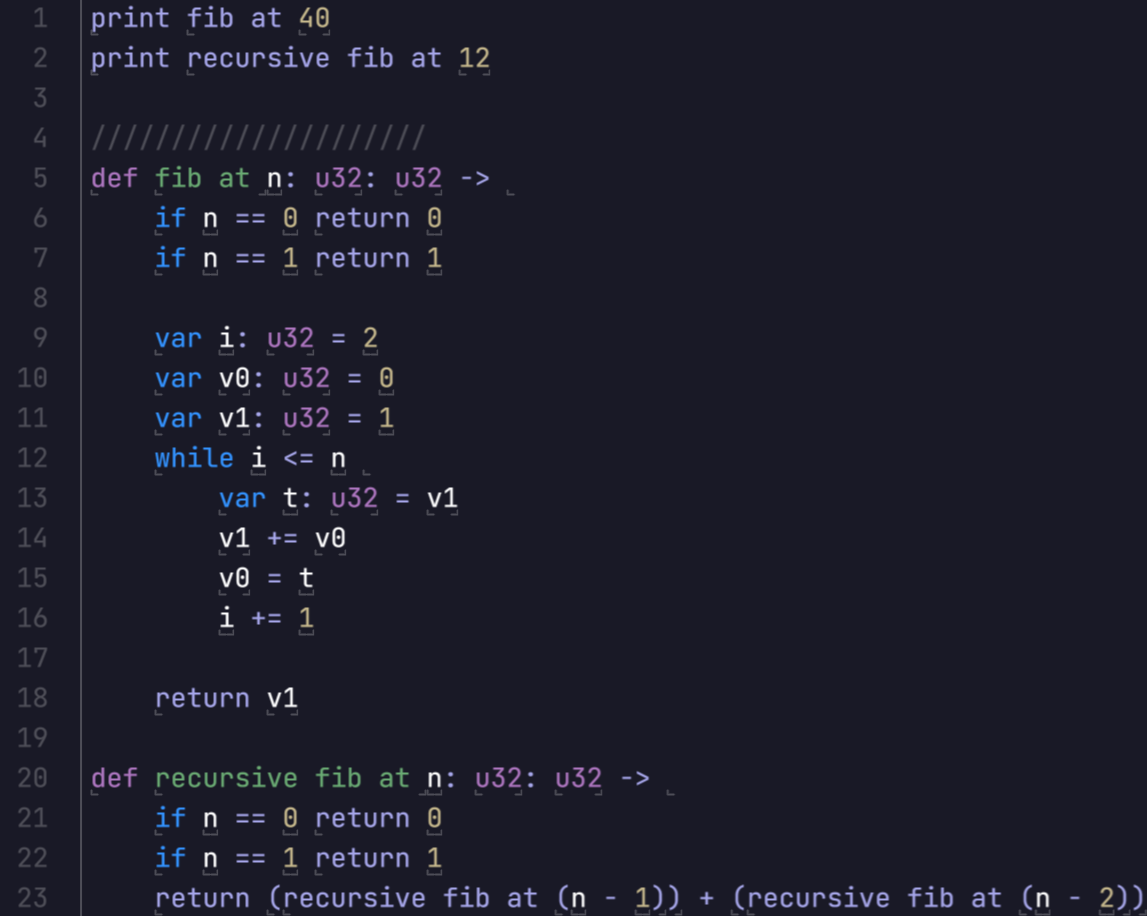 1 print fib at 40
2 print recursive fib at 12
3
4 /////////////////////
5 def fib at n: u32: u32 ->
6     if n == 0 return 0
7     if n == 1 return 1
8
9     var i: u32 = 2
10     var v0: u32 = 0
11     var v1: u32 = 1
12     while i <= n
13         var t: u32 = v1
14         v1 += v0
15         v0 = t
16         i += 1
17
18     return v1
19
20 def recursive fib at n: u32: u32 ->
21     if n == 0 return 0
22     if n == 1 return 1
23     return (recursive fib at (n - 1)) + (recursive fib at (n - 2))